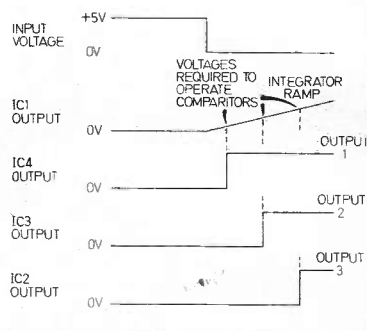 INPUT
VOLTAGE
+5V
0V
VOLTAGES
REQUIRED TO
OPERATE
COMPARITORS
INTEGRATOR
RAMP
IC1
OUTPUT
0V
OUTPUT
1
IC4
OUTPUT
0V
OUTPUT
2
IC3
OUTPUT
0V
OUTPUT
3
IC2
OUTPUT
0V